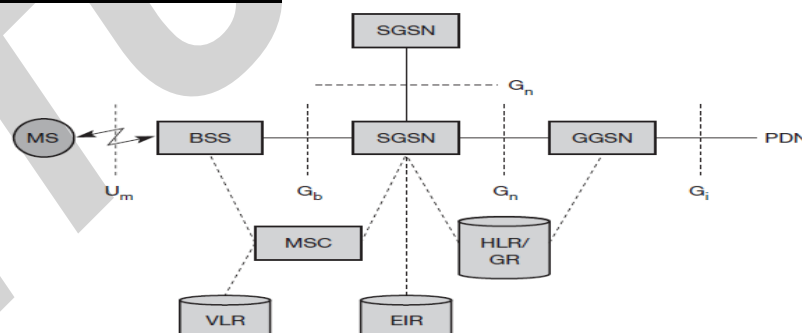 SGSN
Gn
MS
BSS
SGSN
GGSN
PDN
Um
Gb
Gn
Gi
MSC
HLR/
GR
VLR
EIR